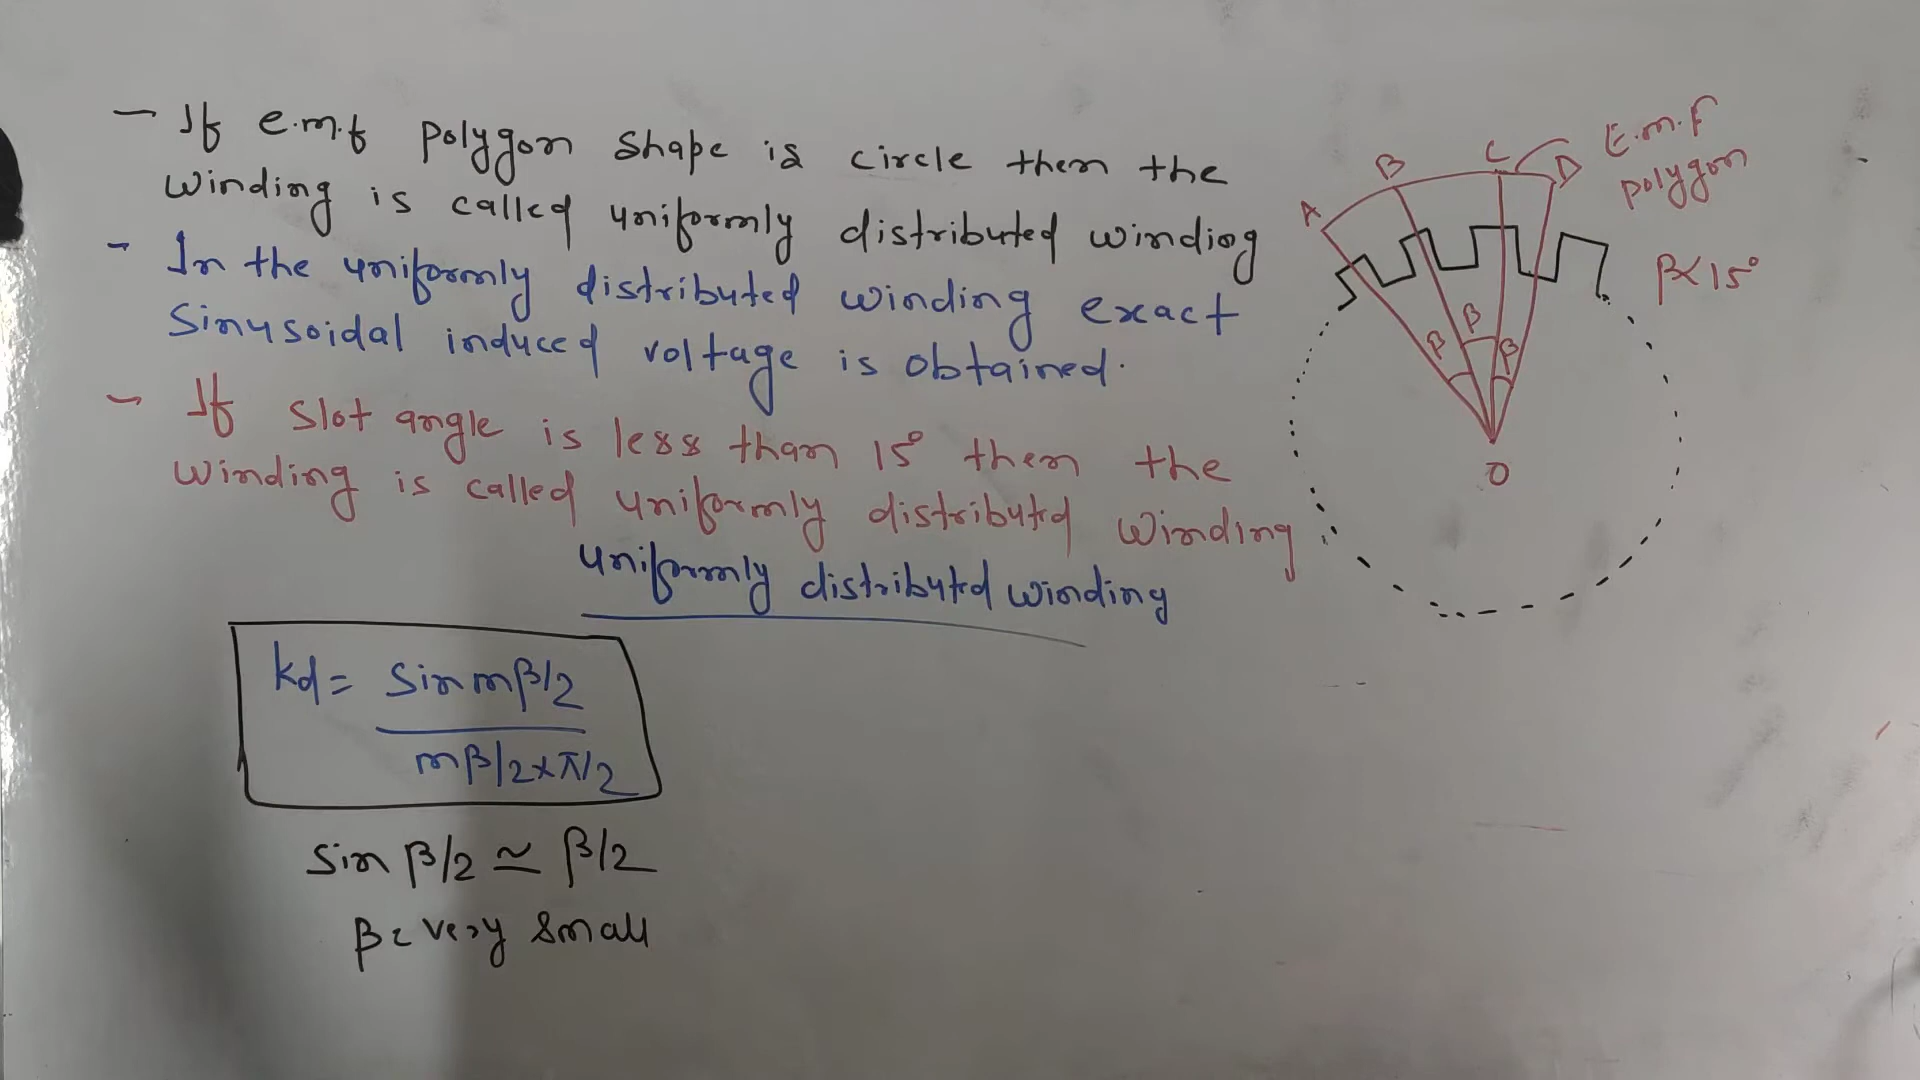 - If e.m.f polygon shape is circle then the
winding is called uniformly distributed winding
- In the uniformly distributed winding exact
sinusoidal induced voltage is obtained.
- If slot angle is less than 15° then the
winding is called uniformly distributd winding
uniformly distributd winding
kd = sin mβ/2
mβ/2×π/2
sin β/2 ≃ β/2
β = very small
A
B
C
D
E.m.f
polygon
β<15°
β
β
β
O